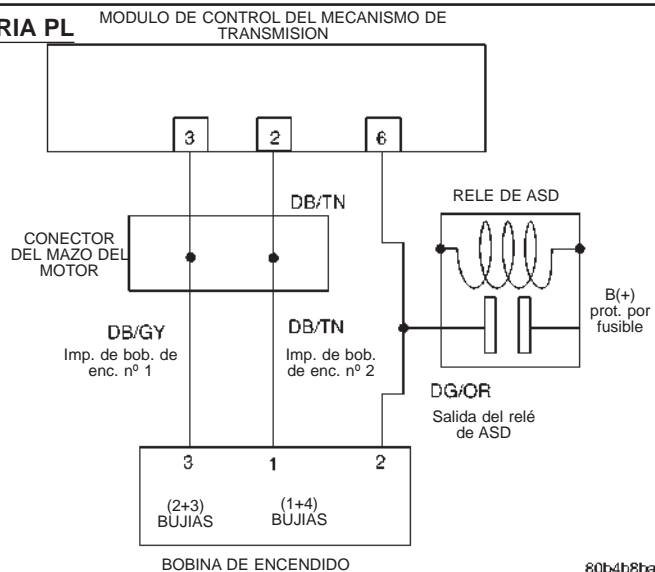 RIA PL
MODULO DE CONTROL DEL MECANISMO DE
TRANSMISION
3 2 6
DB/TN
RELE DE ASD
CONECTOR
DEL MAZO DEL
MOTOR
B(+)
prot. por
fusible
DB/GY
Imp. de bob. de
enc. nº 1
DB/TN
Imp. de bob.
de enc. nº 2
DG/OR
Salida del relé
de ASD
3 1 2
(2+3)
BUJIAS
(1+4)
BUJIAS
BOBINA DE ENCENDIDO
80b4b8ba